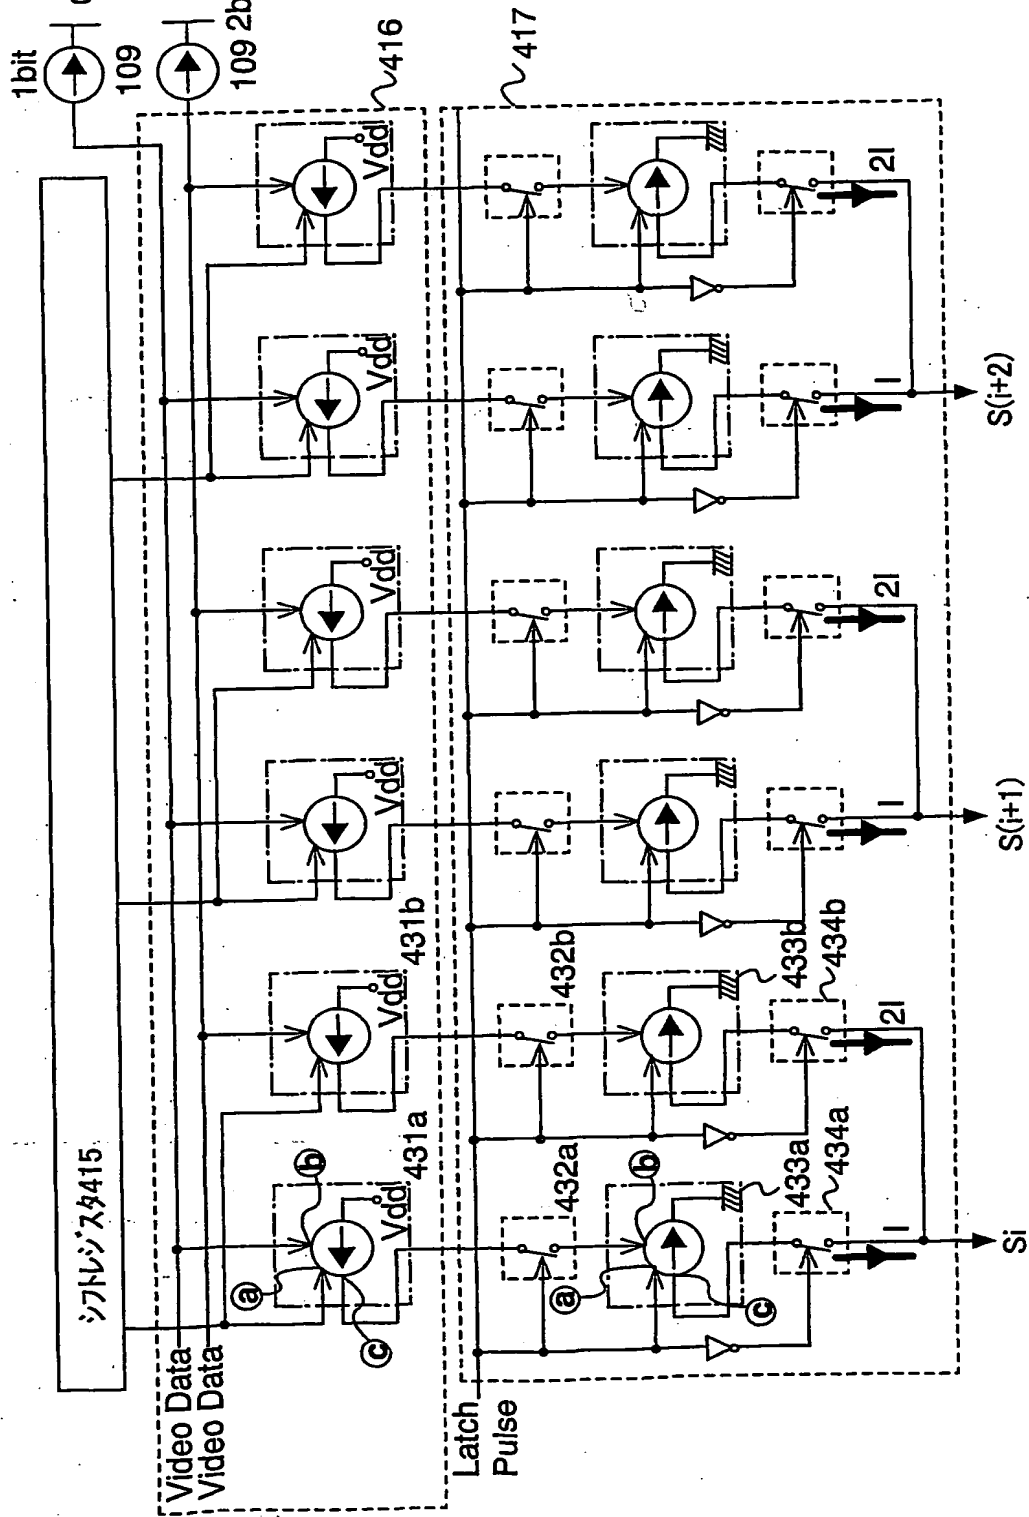 1bit
109
109
416
417
シフトレジスタ415
Video Data
Video Data
Latch
Pulse
ⓐ
ⓑ
ⓒ
431a
Vdd
431b
Vdd
Vdd
Vdd
Vdd
Vdd
432a
432b
ⓐ
ⓑ
ⓒ
433a
433b
434a
434b
I
2I
I
2I
I
2I
Si
S(i+1)
S(i+2)